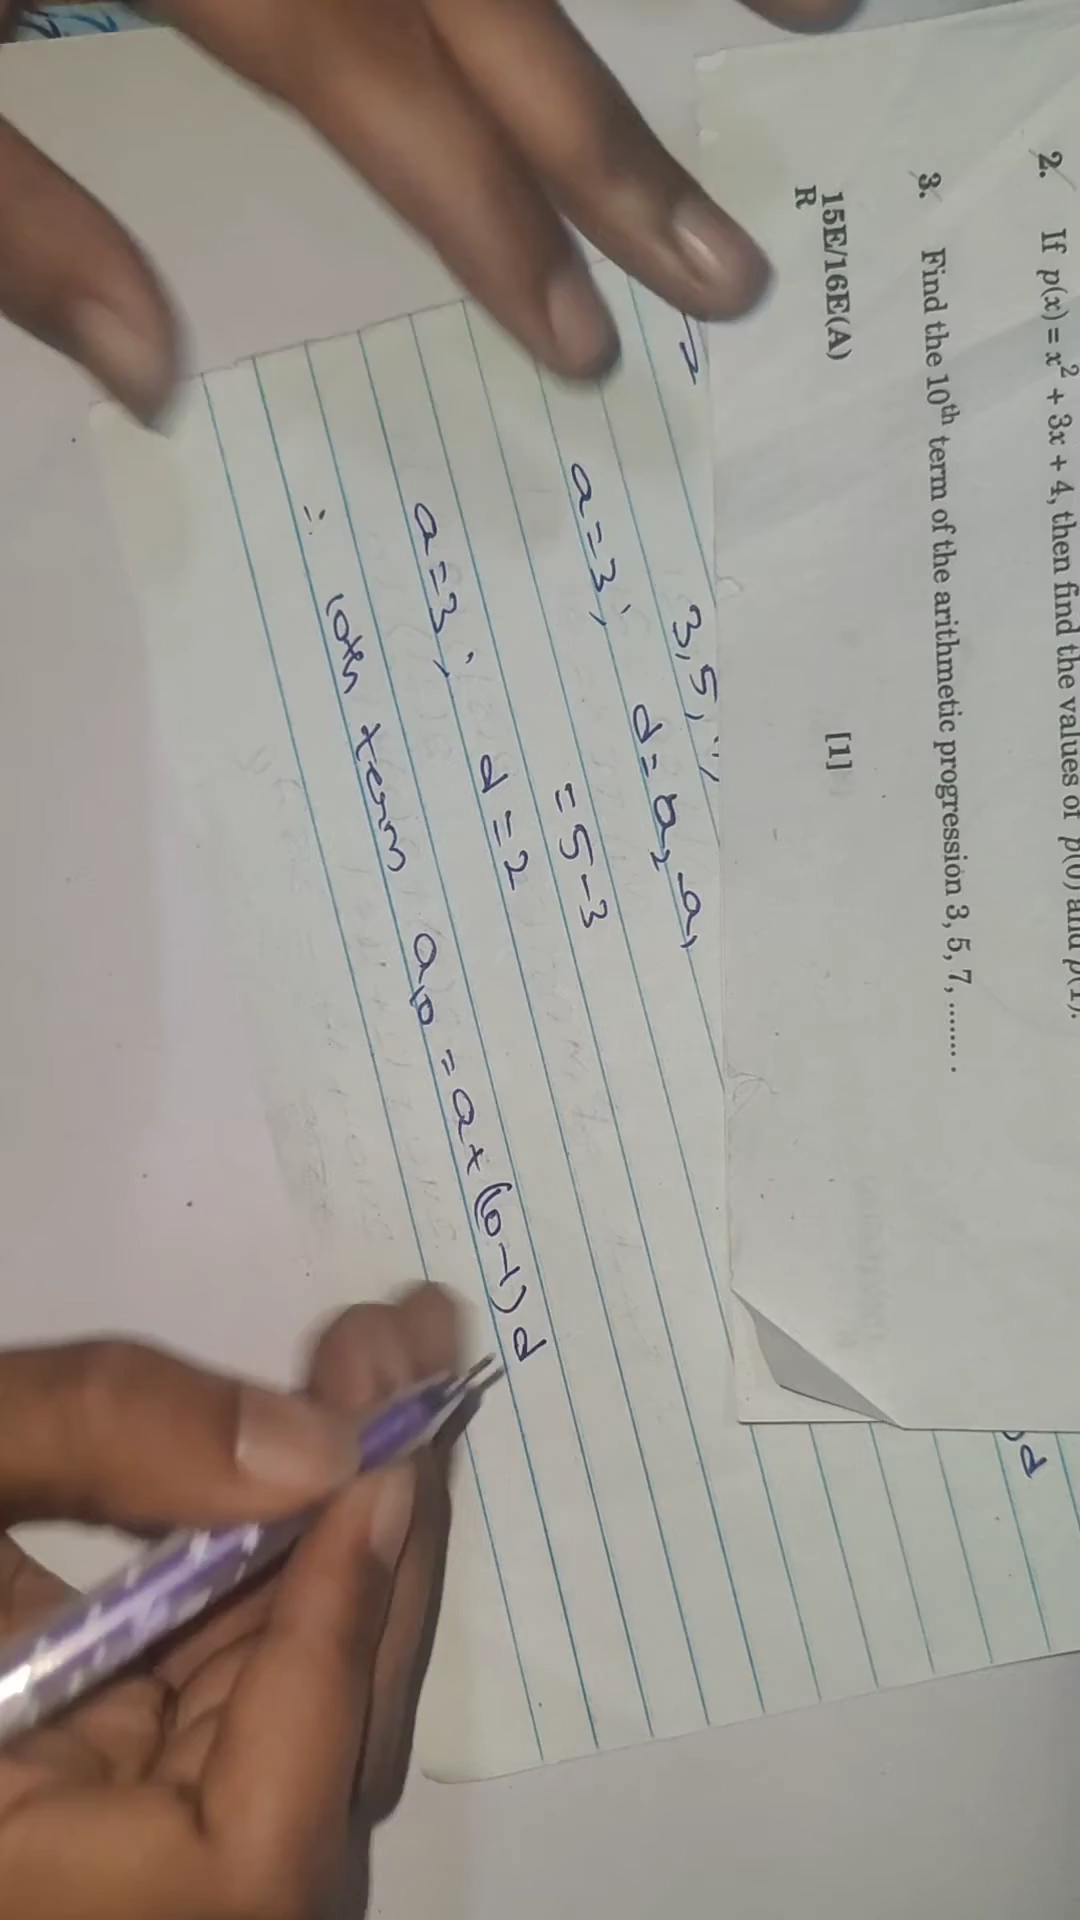 2. If p(x) = x² + 3x + 4, then find the values of p(0) and p(1).
3. Find the 10th term of the arithmetic progression 3, 5, 7, ........ .
15E/16E(A) [1]
R
3, 5, ..,
a = 3; d = a₂ - a₁
= 5 - 3
a = 3; d = 2
∴ 10th term a₁₀ = a + (10-1) d
)d